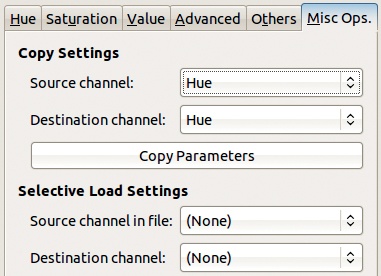 Hue Saturation Value Advanced Others Misc Ops.
Copy Settings
Source channel: Hue
Destination channel: Hue
Copy Parameters
Selective Load Settings
Source channel in file: (None)
Destination channel: (None)